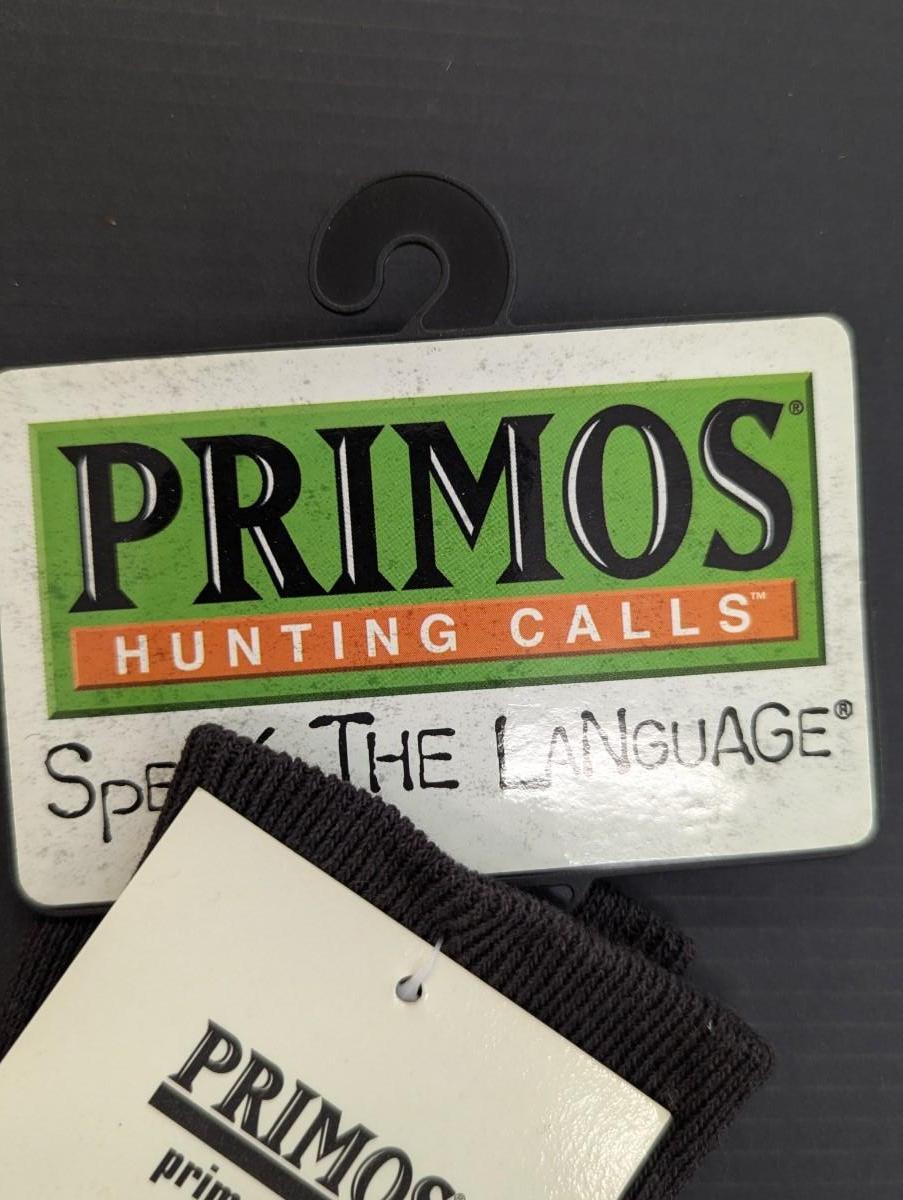 PRIMOS®
HUNTING CALLS™
THE LANGUAGE®
PRIMOS